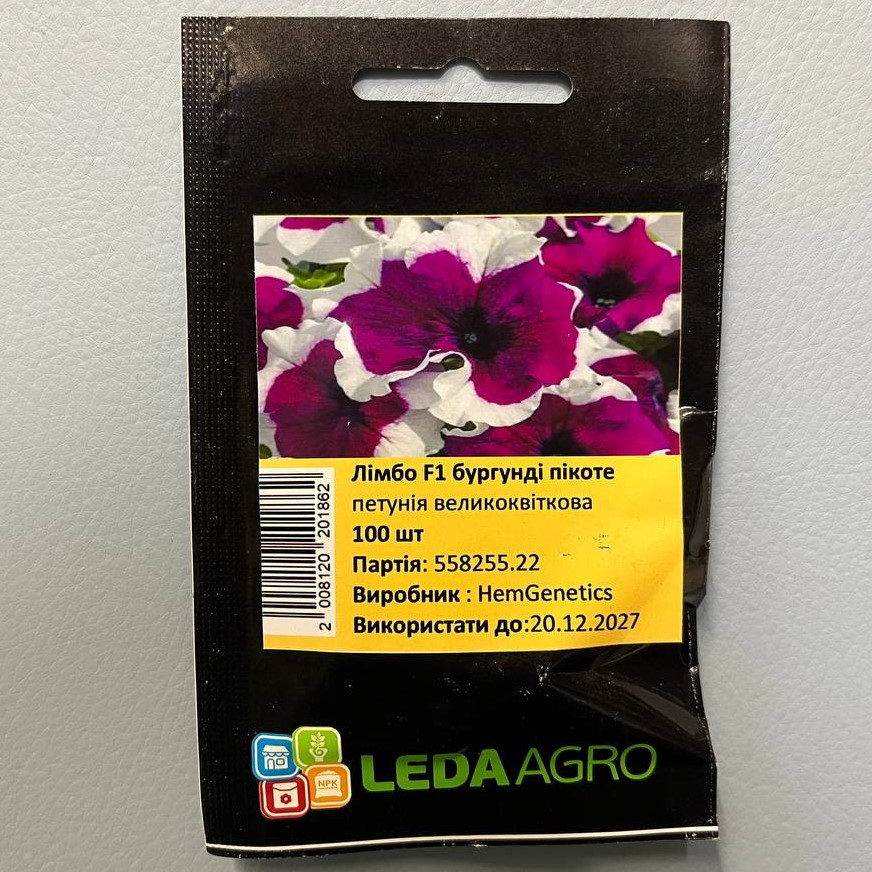 Лімбо F1 бургунді пікоте
петунія великоквіткова
100 шт
Партія: 558255.22
Виробник : HemGenetics
Використати до:20.12.2027
2 008120 201862
NPK
LEDA AGRO